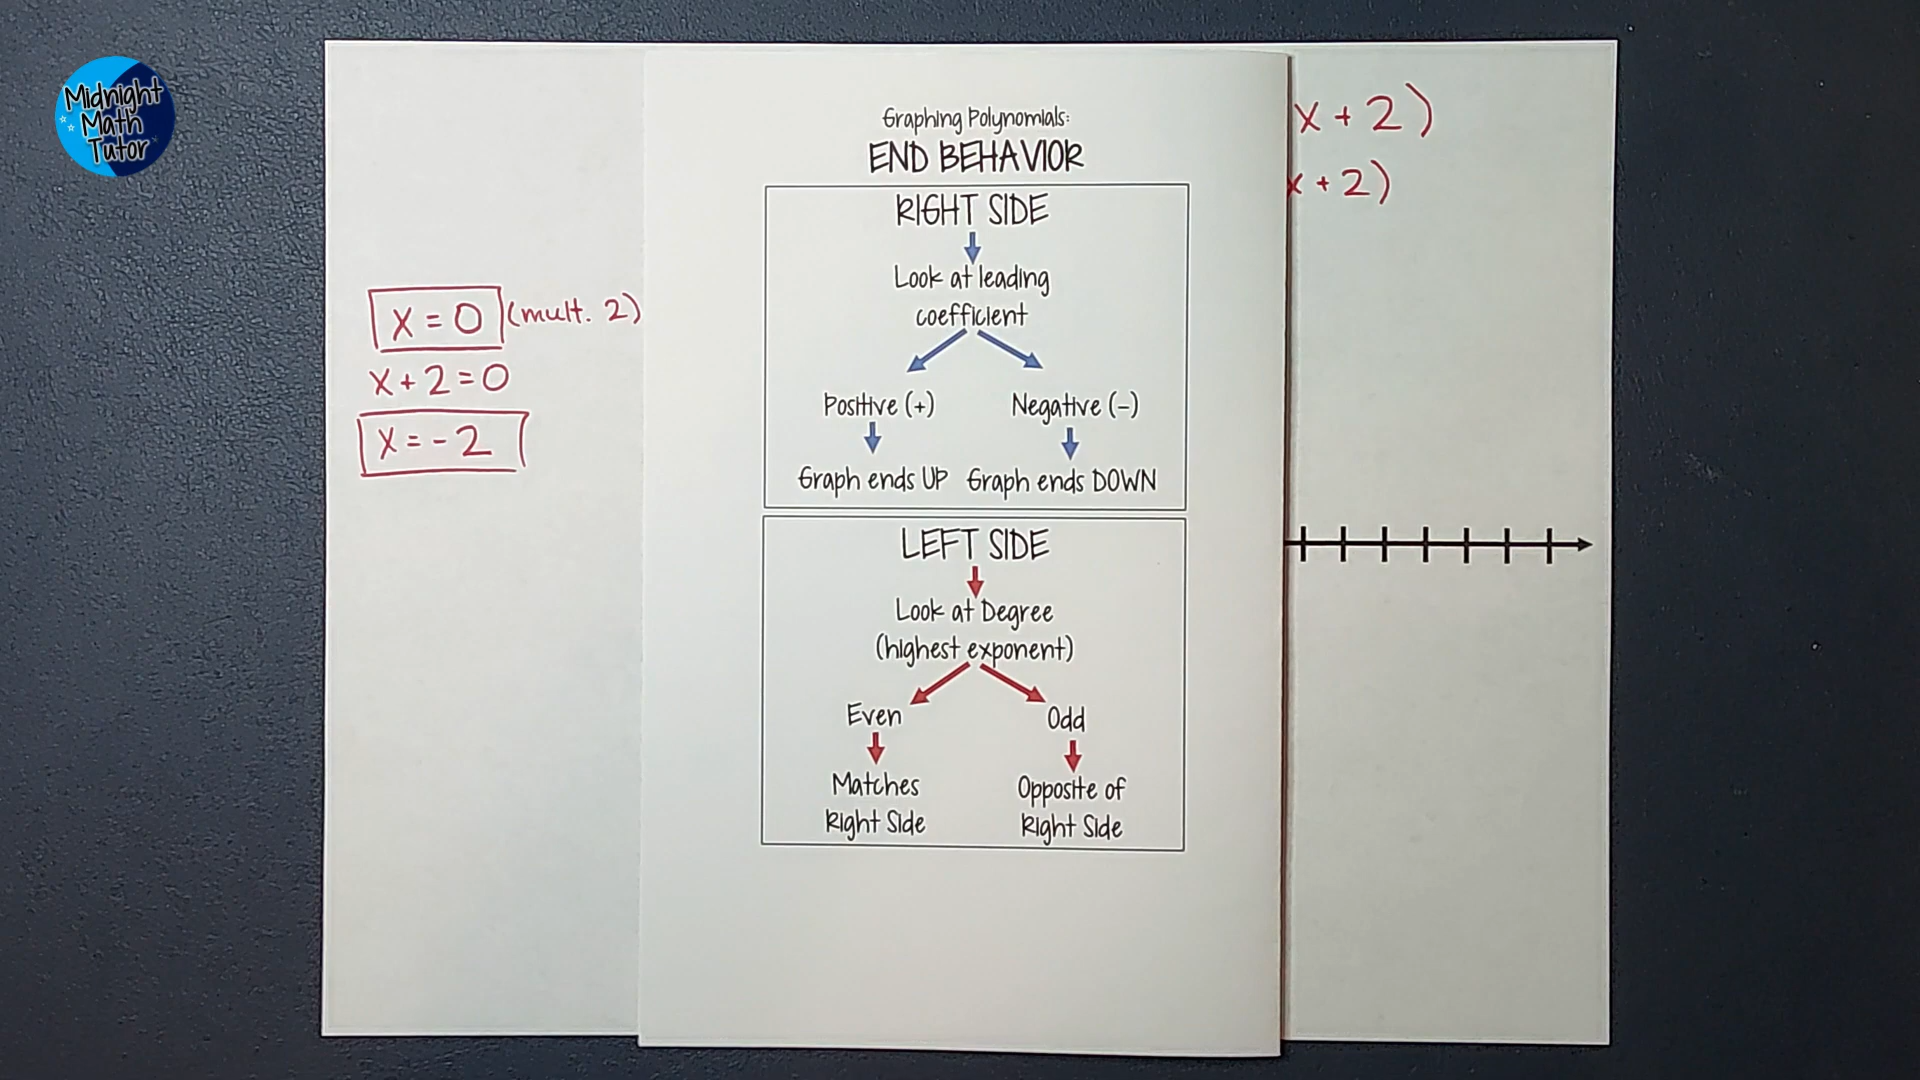 Midnight
Math
Tutor
x + 2)
x + 2)
x = 0 (mult. 2)
x + 2 = 0
x = -2
Graphing Polynomials:
END BEHAVIOR
RIGHT SIDE
Look at leading
coefficient
Positive (+) Negative (-)
Graph ends UP Graph ends DOWN
LEFT SIDE
Look at Degree
(highest exponent)
Even Odd
Matches Opposite of
Right Side Right Side